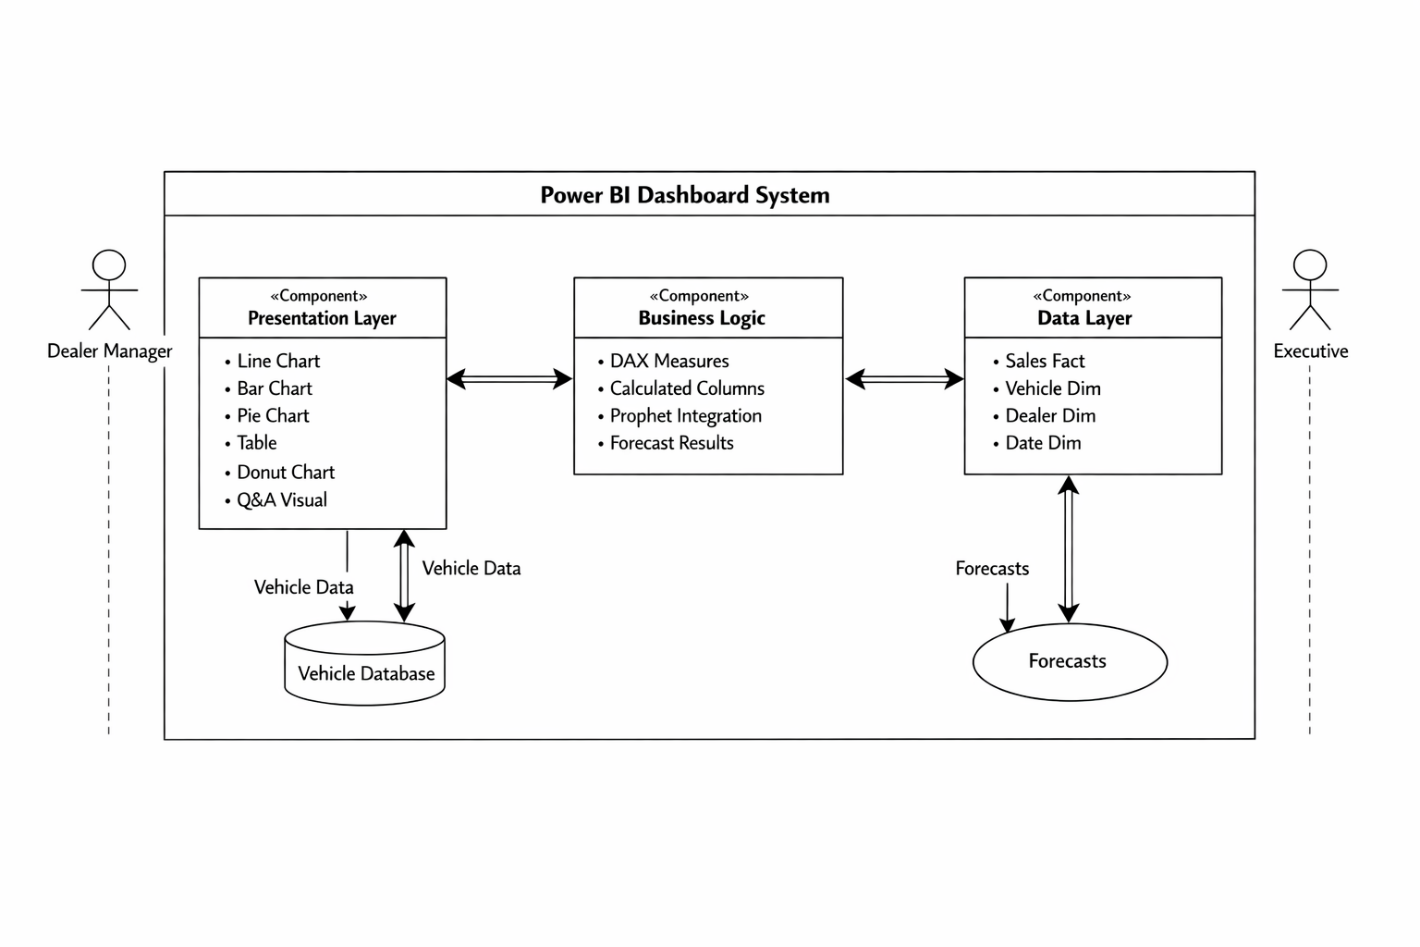 Power BI Dashboard System
Dealer Manager
«Component»
Presentation Layer
• Line Chart
• Bar Chart
• Pie Chart
• Table
• Donut Chart
• Q&A Visual
«Component»
Business Logic
• DAX Measures
• Calculated Columns
• Prophet Integration
• Forecast Results
«Component»
Data Layer
• Sales Fact
• Vehicle Dim
• Dealer Dim
• Date Dim
Executive
Vehicle Data
Vehicle Data
Vehicle Database
Forecasts
Forecasts